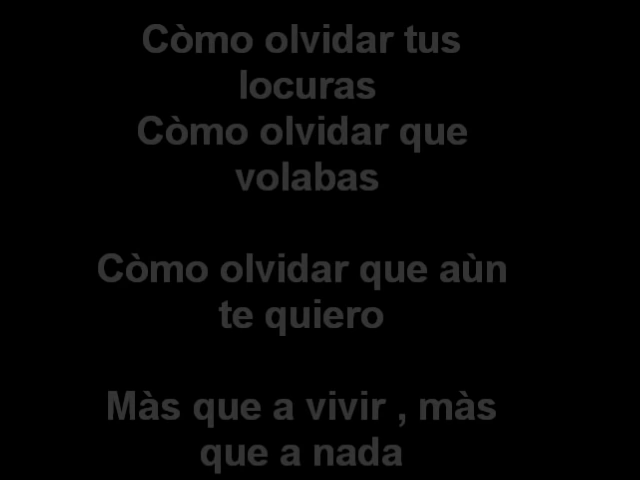 Còmo olvidar tus
locuras
Còmo olvidar que
volabas
Còmo olvidar que aùn
te quiero
Màs que a vivir , màs
que a nada